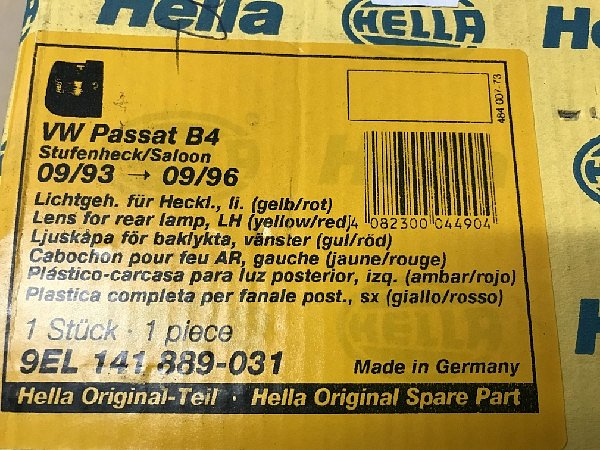 Hella
HELLA
Hella
484 007-73
VW Passat B4
Stufenheck/Saloon
09/93 → 09/96
Lichtgeh. für Heckl., li. (gelb/rot)
Lens for rear lamp, LH (yellow/red)
Ljuskåpa för baklykta, vänster (gul/röd)
Cabochon pour feu AR, gauche (jaune/rouge)
Plástico-carcasa para luz posterior, izq. (ambar/rojo)
Plastica completa per fanale post., sx (giallo/rosso)
4 082300 044904
1 Stück · 1 piece
9EL 141 889-031
Made in Germany
Hella Original-Teil · Hella Original Spare Part